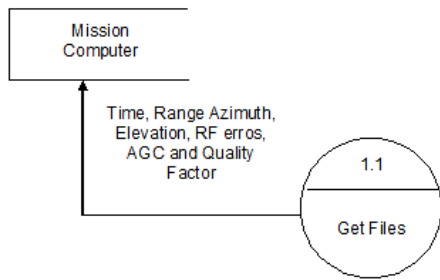 Mission
Computer
Time, Range Azimuth,
Elevation, RF erros,
AGC and Quality
Factor
1.1
Get Files